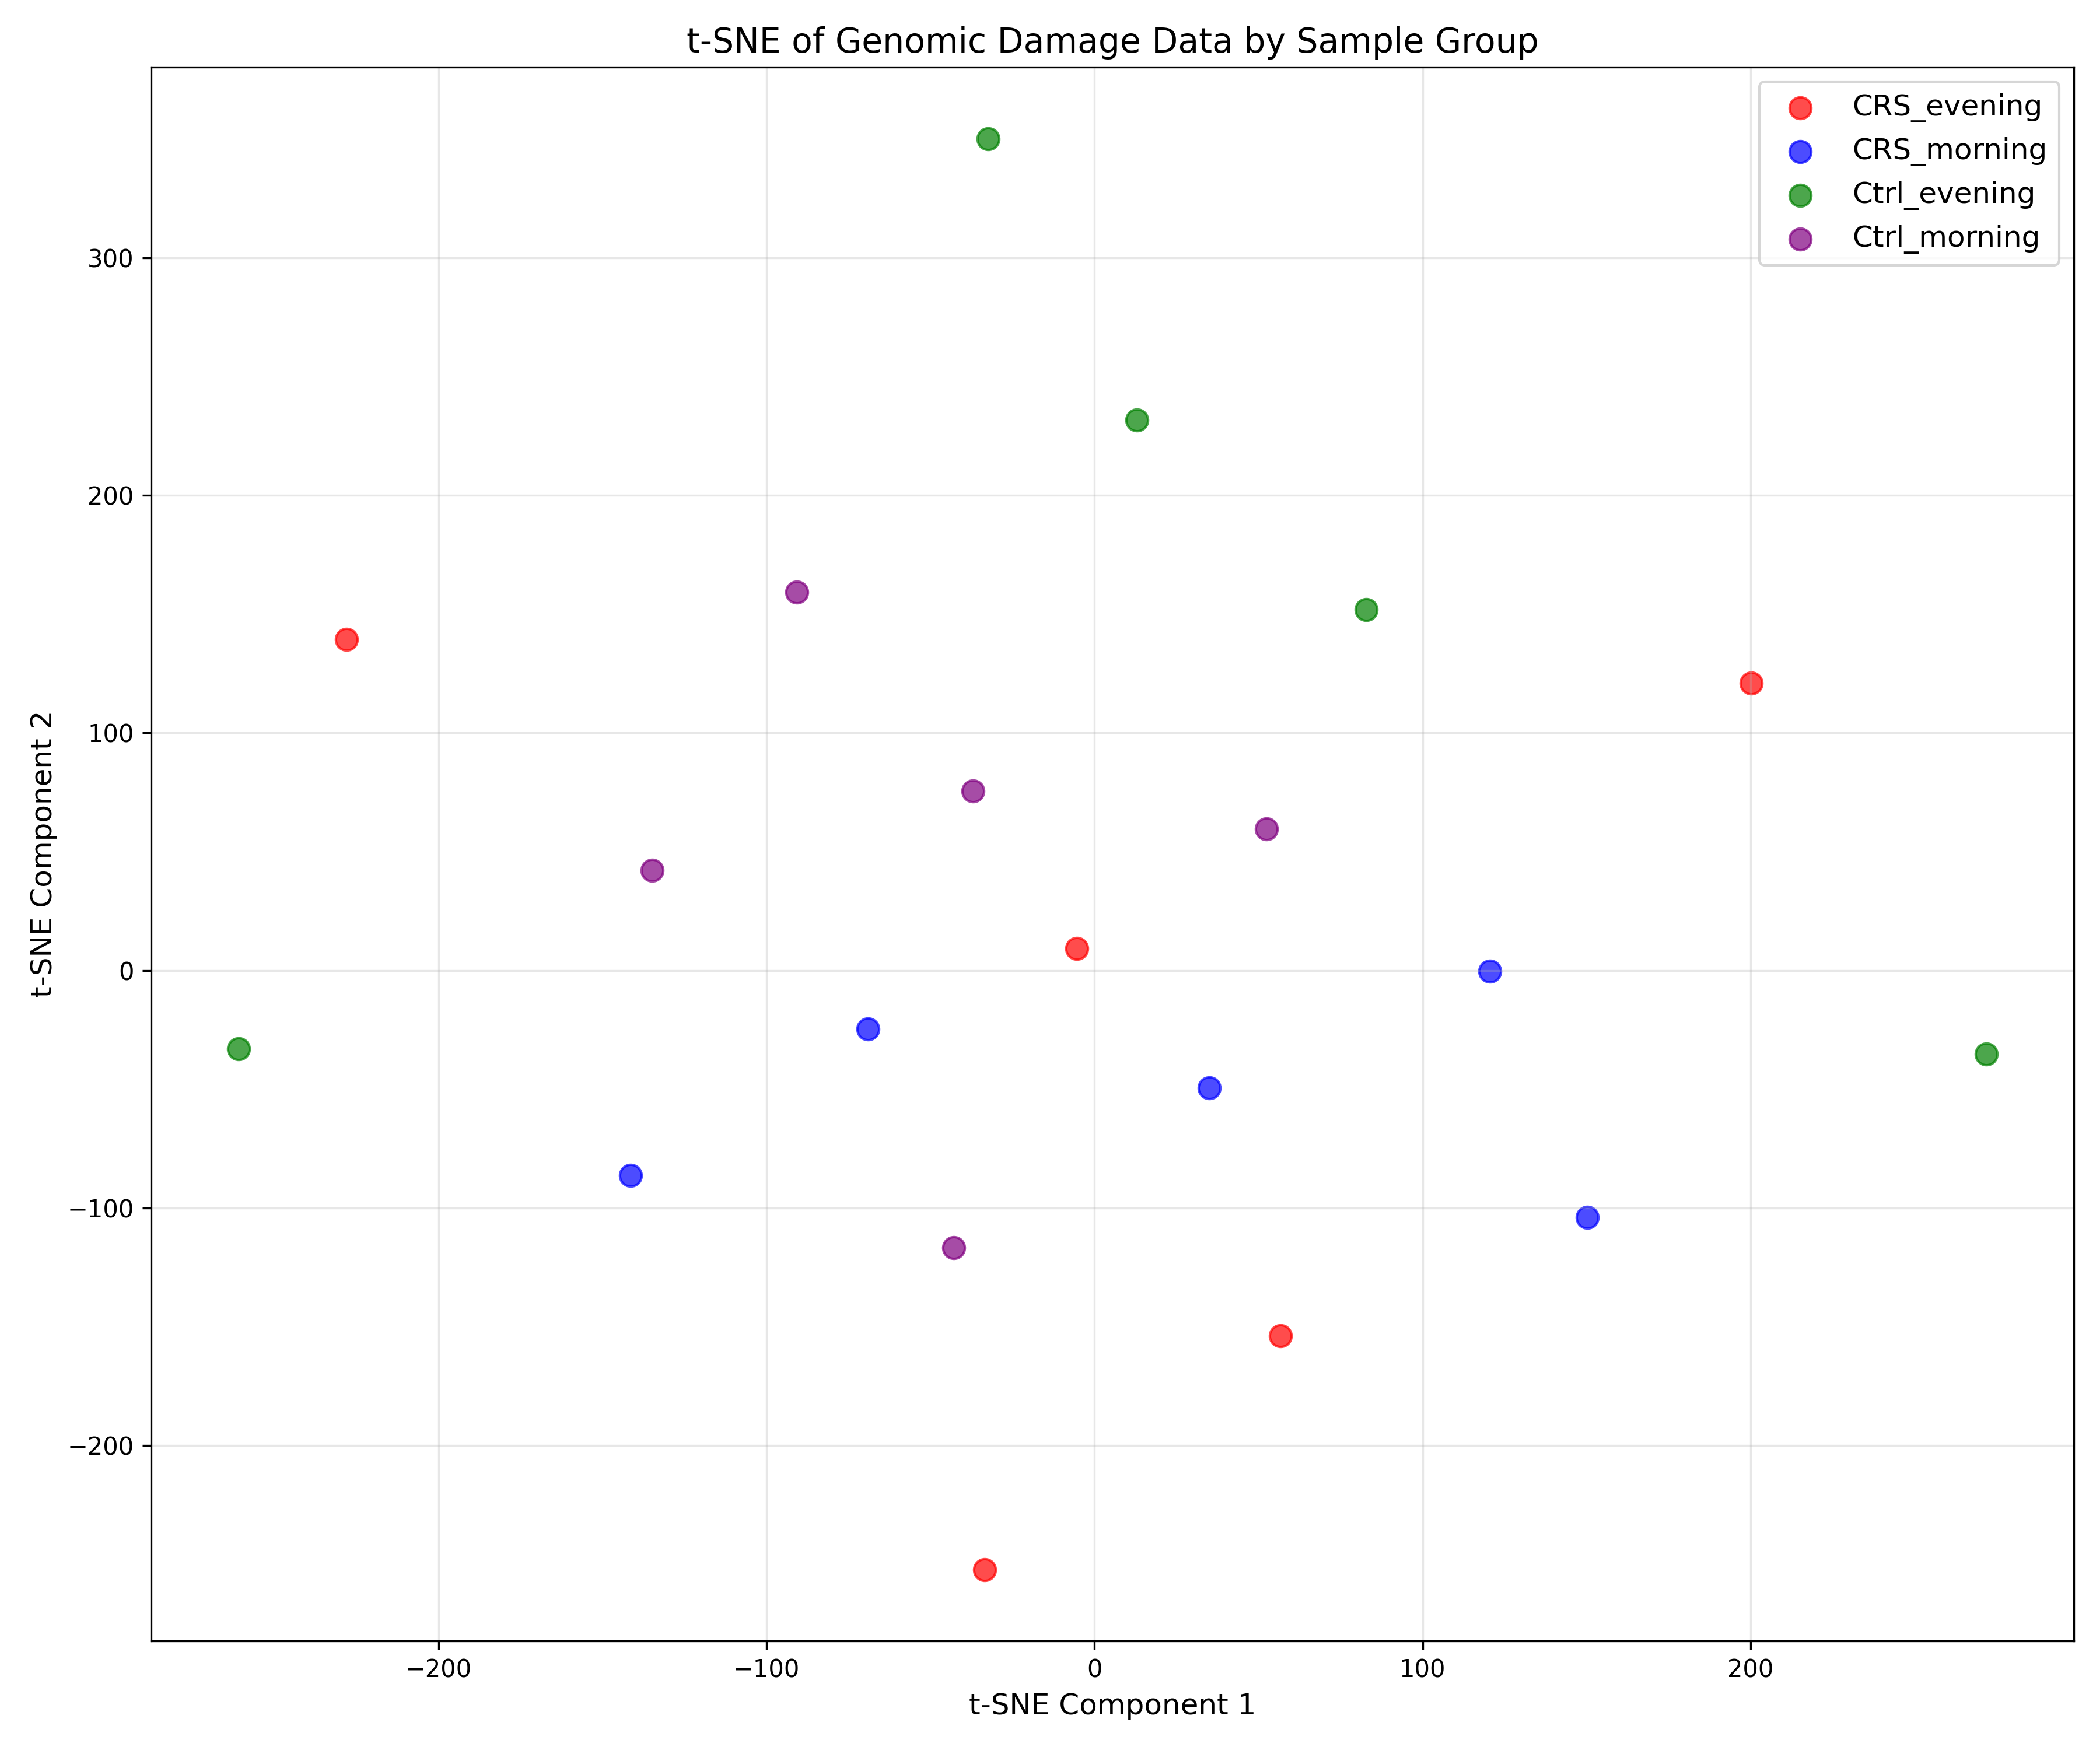 t-SNE of Genomic Damage Data by Sample Group
CRS_evening
CRS_morning
Ctrl_evening
Ctrl_morning
t-SNE Component 2
300
200
100
0
−100
−200
−200
−100
0
100
200
t-SNE Component 1